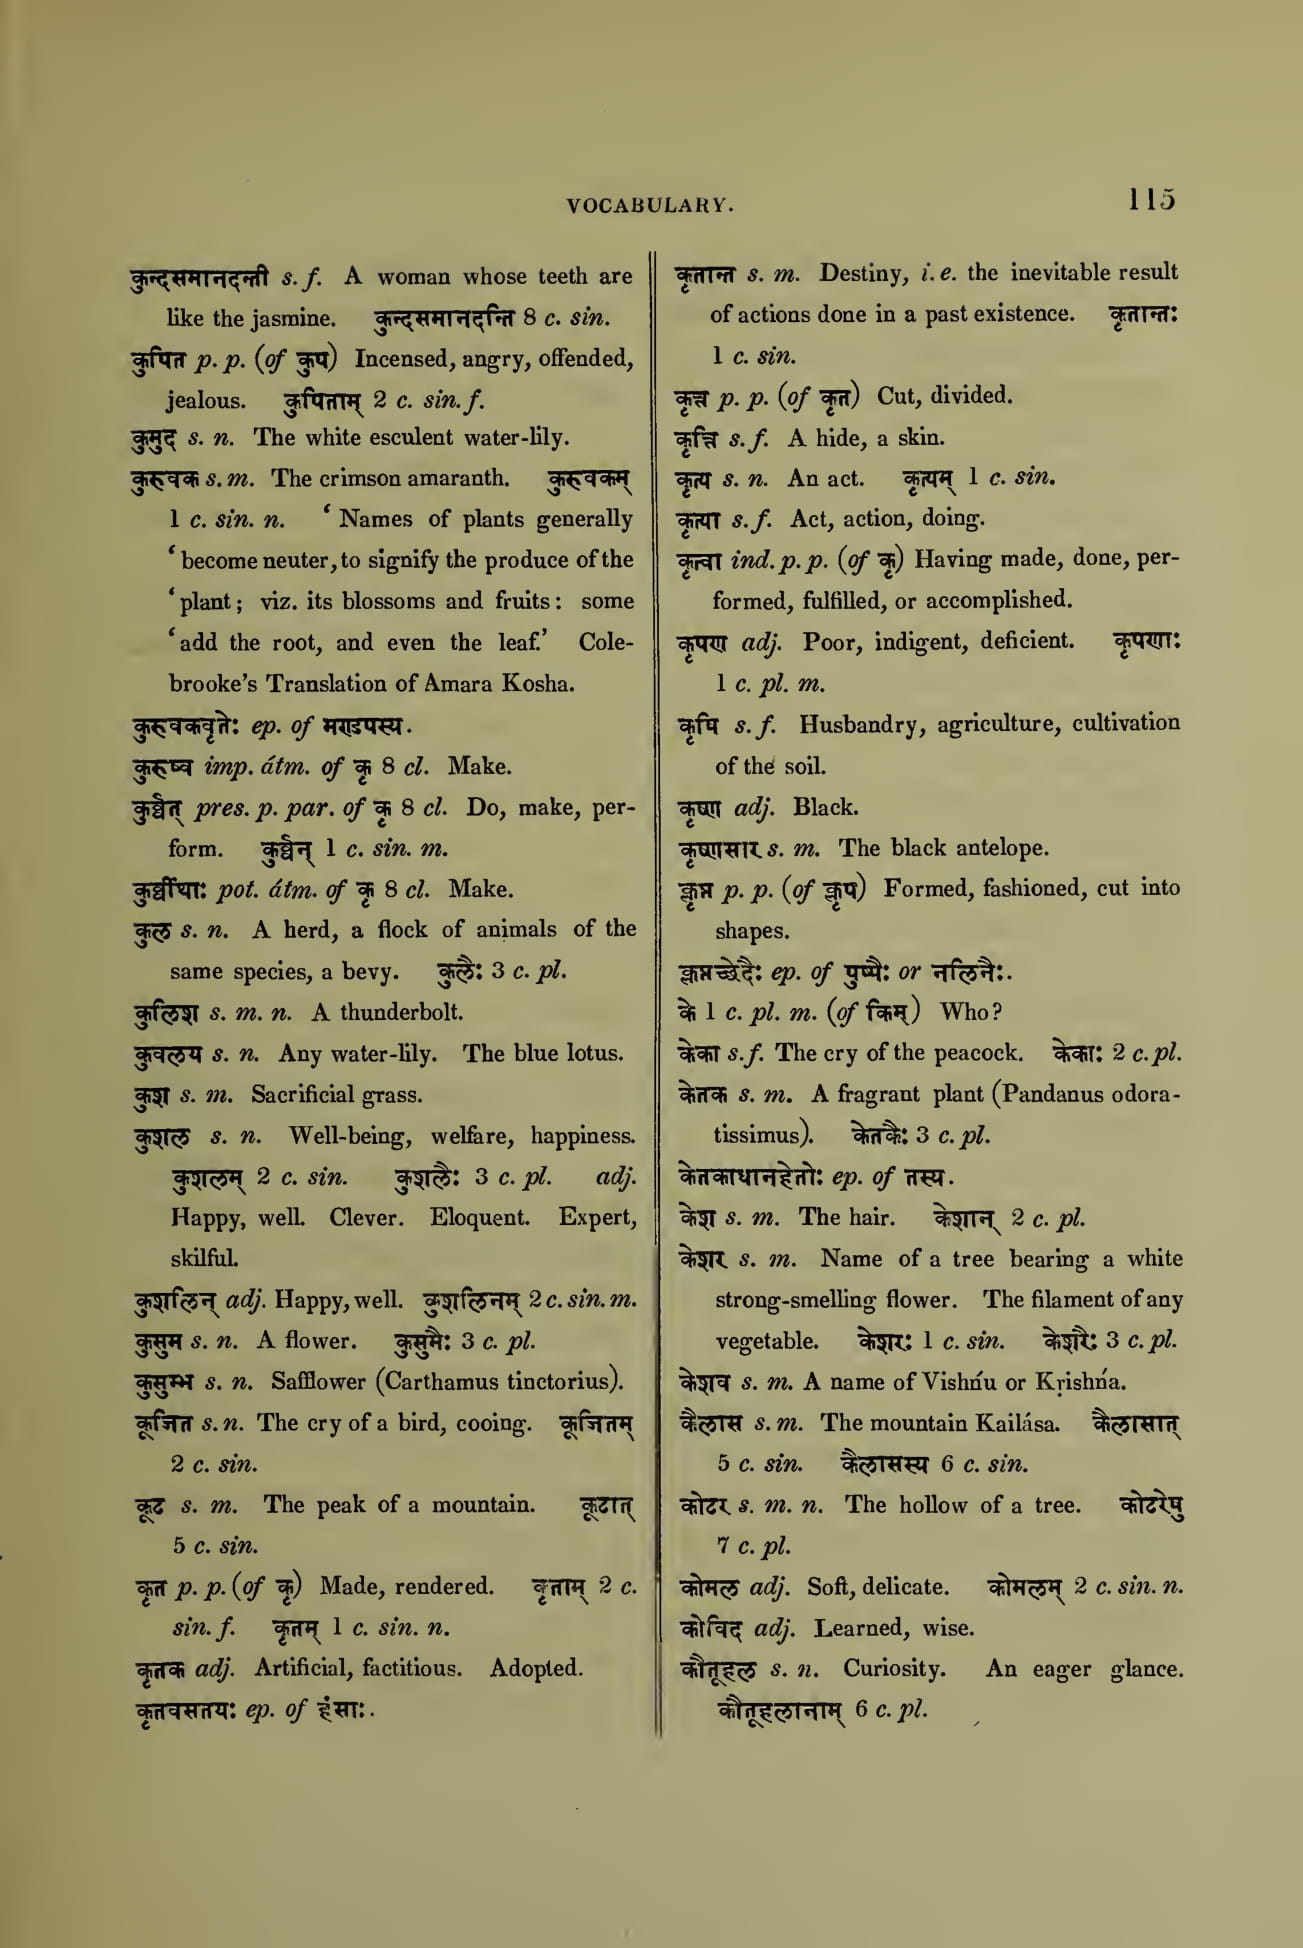 VOCABULARY.
115
कुन्दसमानदन्ती s. f. A woman whose teeth are
like the jasmine. कुन्दसमानदन्ति 8 c. sin.
कुपित p. p. (of कुप) Incensed, angry, offended,
jealous. कुपिताम् 2 c. sin. f.
कुमुद s. n. The white esculent water-lily.
कुरुवक s. m. The crimson amaranth. कुरुवकम्
1 c. sin. n. ‘ Names of plants generally
‘ become neuter, to signify the produce of the
‘ plant ; viz. its blossoms and fruits : some
‘ add the root, and even the leaf.’ Cole-
brooke’s Translation of Amara Kosha.
कुरुवकवृतेः ep. of मण्डपस्य.
कुरुष्व imp. átm. of कृ 8 cl. Make.
कुर्व्वत् pres. p. par. of कृ 8 cl. Do, make, per-
form. कुर्व्वन् 1 c. sin. m.
कुर्व्वीथाः pot. átm. of कृ 8 cl. Make.
कुल s. n. A herd, a flock of animals of the
same species, a bevy. कुलैः 3 c. pl.
कुलिश s. m. n. A thunderbolt.
कुवलय s. n. Any water-lily. The blue lotus.
कुश s. m. Sacrificial grass.
कुशल s. n. Well-being, welfare, happiness.
कुशलम् 2 c. sin. कुशलैः 3 c. pl. adj.
Happy, well. Clever. Eloquent. Expert,
skilful.
कुशलिन् adj. Happy, well. कुशलिनम् 2 c. sin. m.
कुसुम s. n. A flower. कुसुमैः 3 c. pl.
कुसुम्भ s. n. Safflower (Carthamus tinctorius).
कूजित s. n. The cry of a bird, cooing. कूजितम्
2 c. sin.
कूट s. m. The peak of a mountain. कूटात्
5 c. sin.
कृत p. p. (of कृ) Made, rendered. कृताम् 2 c.
sin. f. कृतम् 1 c. sin. n.
कृतक adj. Artificial, factitious. Adopted.
कृतवसतयः ep. of हंसाः.
कृतान्त s. m. Destiny, i. e. the inevitable result
of actions done in a past existence. कृतान्तः
1 c. sin.
कृत्त p. p. (of कृत) Cut, divided.
कृत्ति s. f. A hide, a skin.
कृत्य s. n. An act. कृत्यम् 1 c. sin.
कृत्या s. f. Act, action, doing.
कृत्वा ind. p. p. (of कृ) Having made, done, per-
formed, fulfilled, or accomplished.
कृपण adj. Poor, indigent, deficient. कृपणाः
1 c. pl. m.
कृषि s. f. Husbandry, agriculture, cultivation
of the soil.
कृष्ण adj. Black.
कृष्णसार s. m. The black antelope.
क्लृप्त p. p. (of क्लृप) Formed, fashioned, cut into
shapes.
क्लृप्तच्छेदैः ep. of पुष्पैः or नलिनैः.
के 1 c. pl. m. (of किम्) Who?
केका s. f. The cry of the peacock. केकाः 2 c. pl.
केतक s. m. A fragrant plant (Pandanus odora-
tissimus). केतकैः 3 c. pl.
केतकाधानहेतोः ep. of तस्य.
केश s. m. The hair. केशान् 2 c. pl.
केशर s. m. Name of a tree bearing a white
strong-smelling flower. The filament of any
vegetable. केशरः 1 c. sin. केशरैः 3 c. pl.
केशव s. m. A name of Vishńu or Kṛishńa.
कैलास s. m. The mountain Kailása. कैलासात्
5 c. sin. कैलासस्य 6 c. sin.
कोटर s. m. n. The hollow of a tree. कोटरेषु
7 c. pl.
कोमल adj. Soft, delicate. कोमलम् 2 c. sin. n.
कोविद adj. Learned, wise.
कौतूहल s. n. Curiosity. An eager glance.
कौतूहलानाम् 6 c. pl.